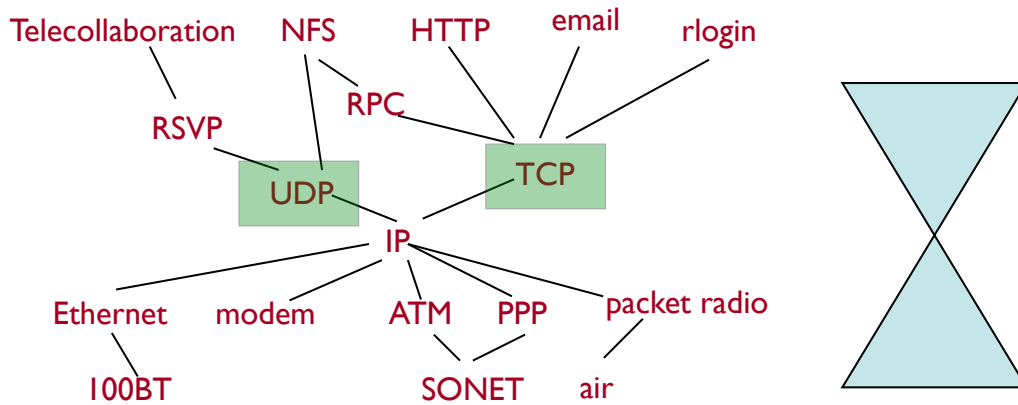 Telecollaboration NFS HTTP email rlogin
RPC
RSVP
TCP
UDP
IP
Ethernet modem ATM PPP packet radio
100BT SONET air